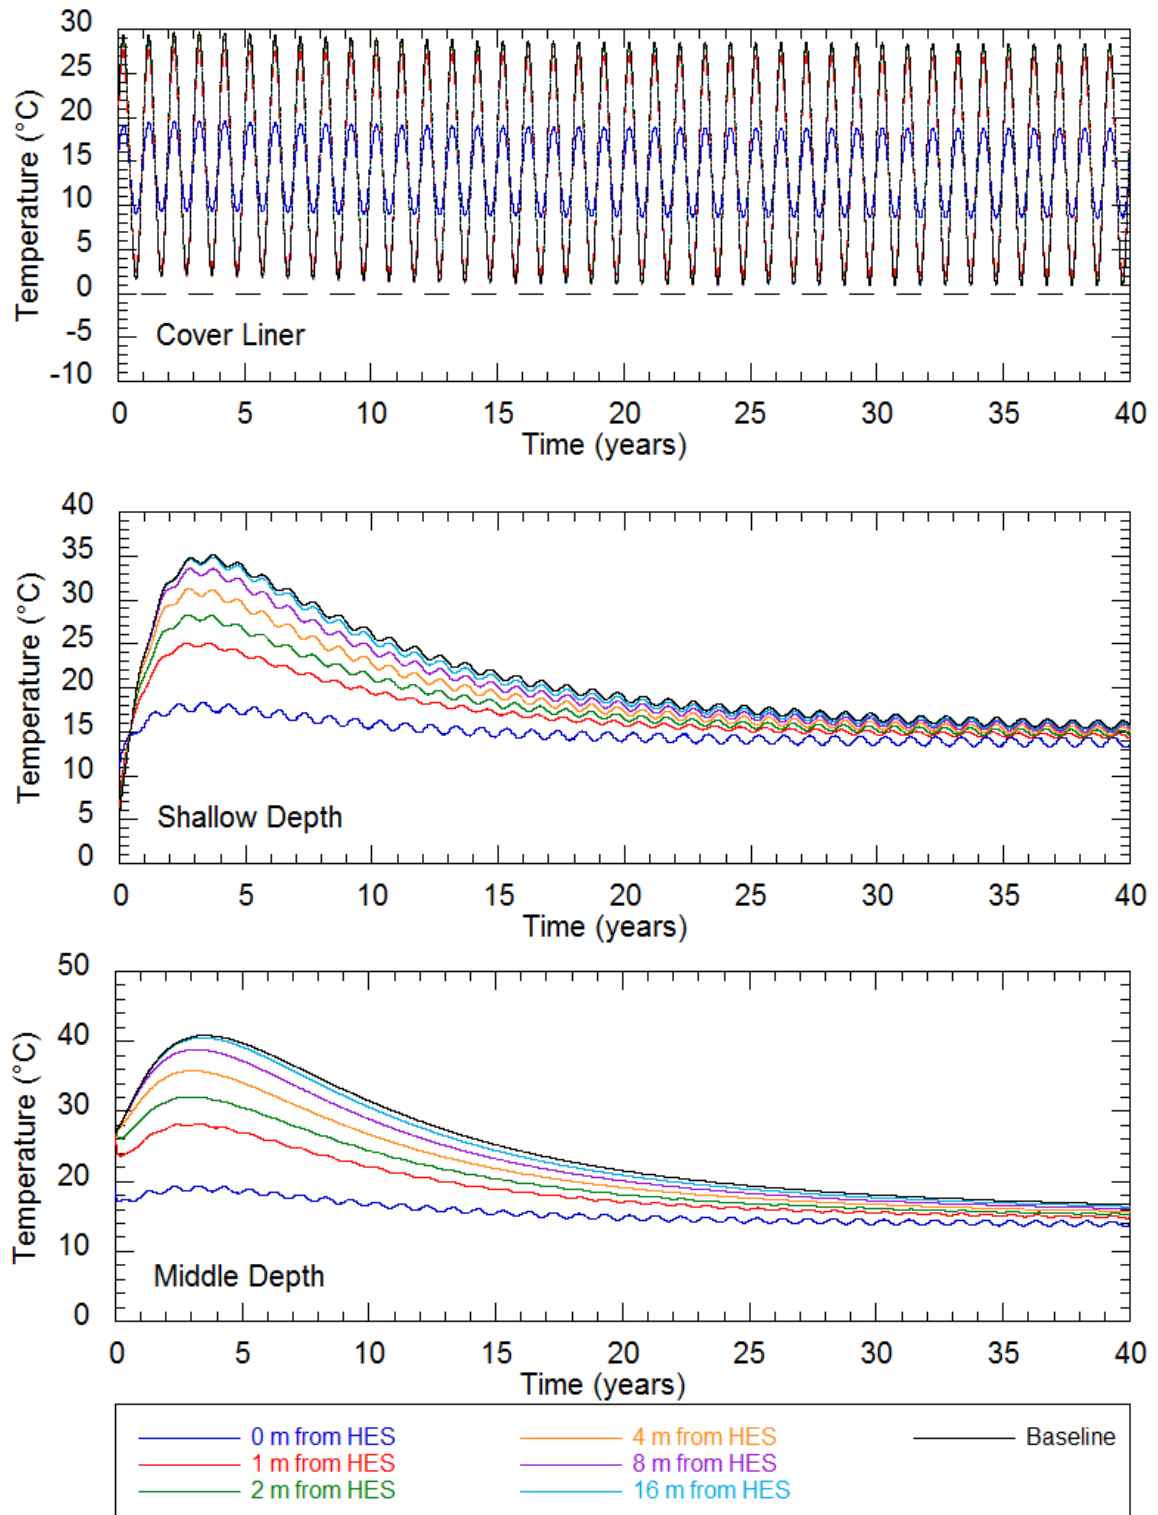 30
25
20
15
10
5
0
-5
-10
Temperature (°C)
Cover Liner
0 5 10 15 20 25 30 35 40
Time (years)
40
35
30
25
20
15
10
5
0
Temperature (°C)
Shallow Depth
0 5 10 15 20 25 30 35 40
Time (years)
50
40
30
20
10
0
Temperature (°C)
Middle Depth
0 5 10 15 20 25 30 35 40
Time (years)
0 m from HES 4 m from HES Baseline
1 m from HES 8 m from HES
2 m from HES 16 m from HES